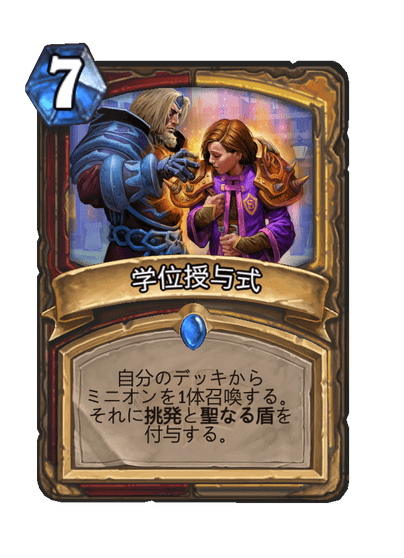 7
学位授与式
自分のデッキから
ミニオンを1体召喚する。
それに挑発と聖なる盾を
付与する。